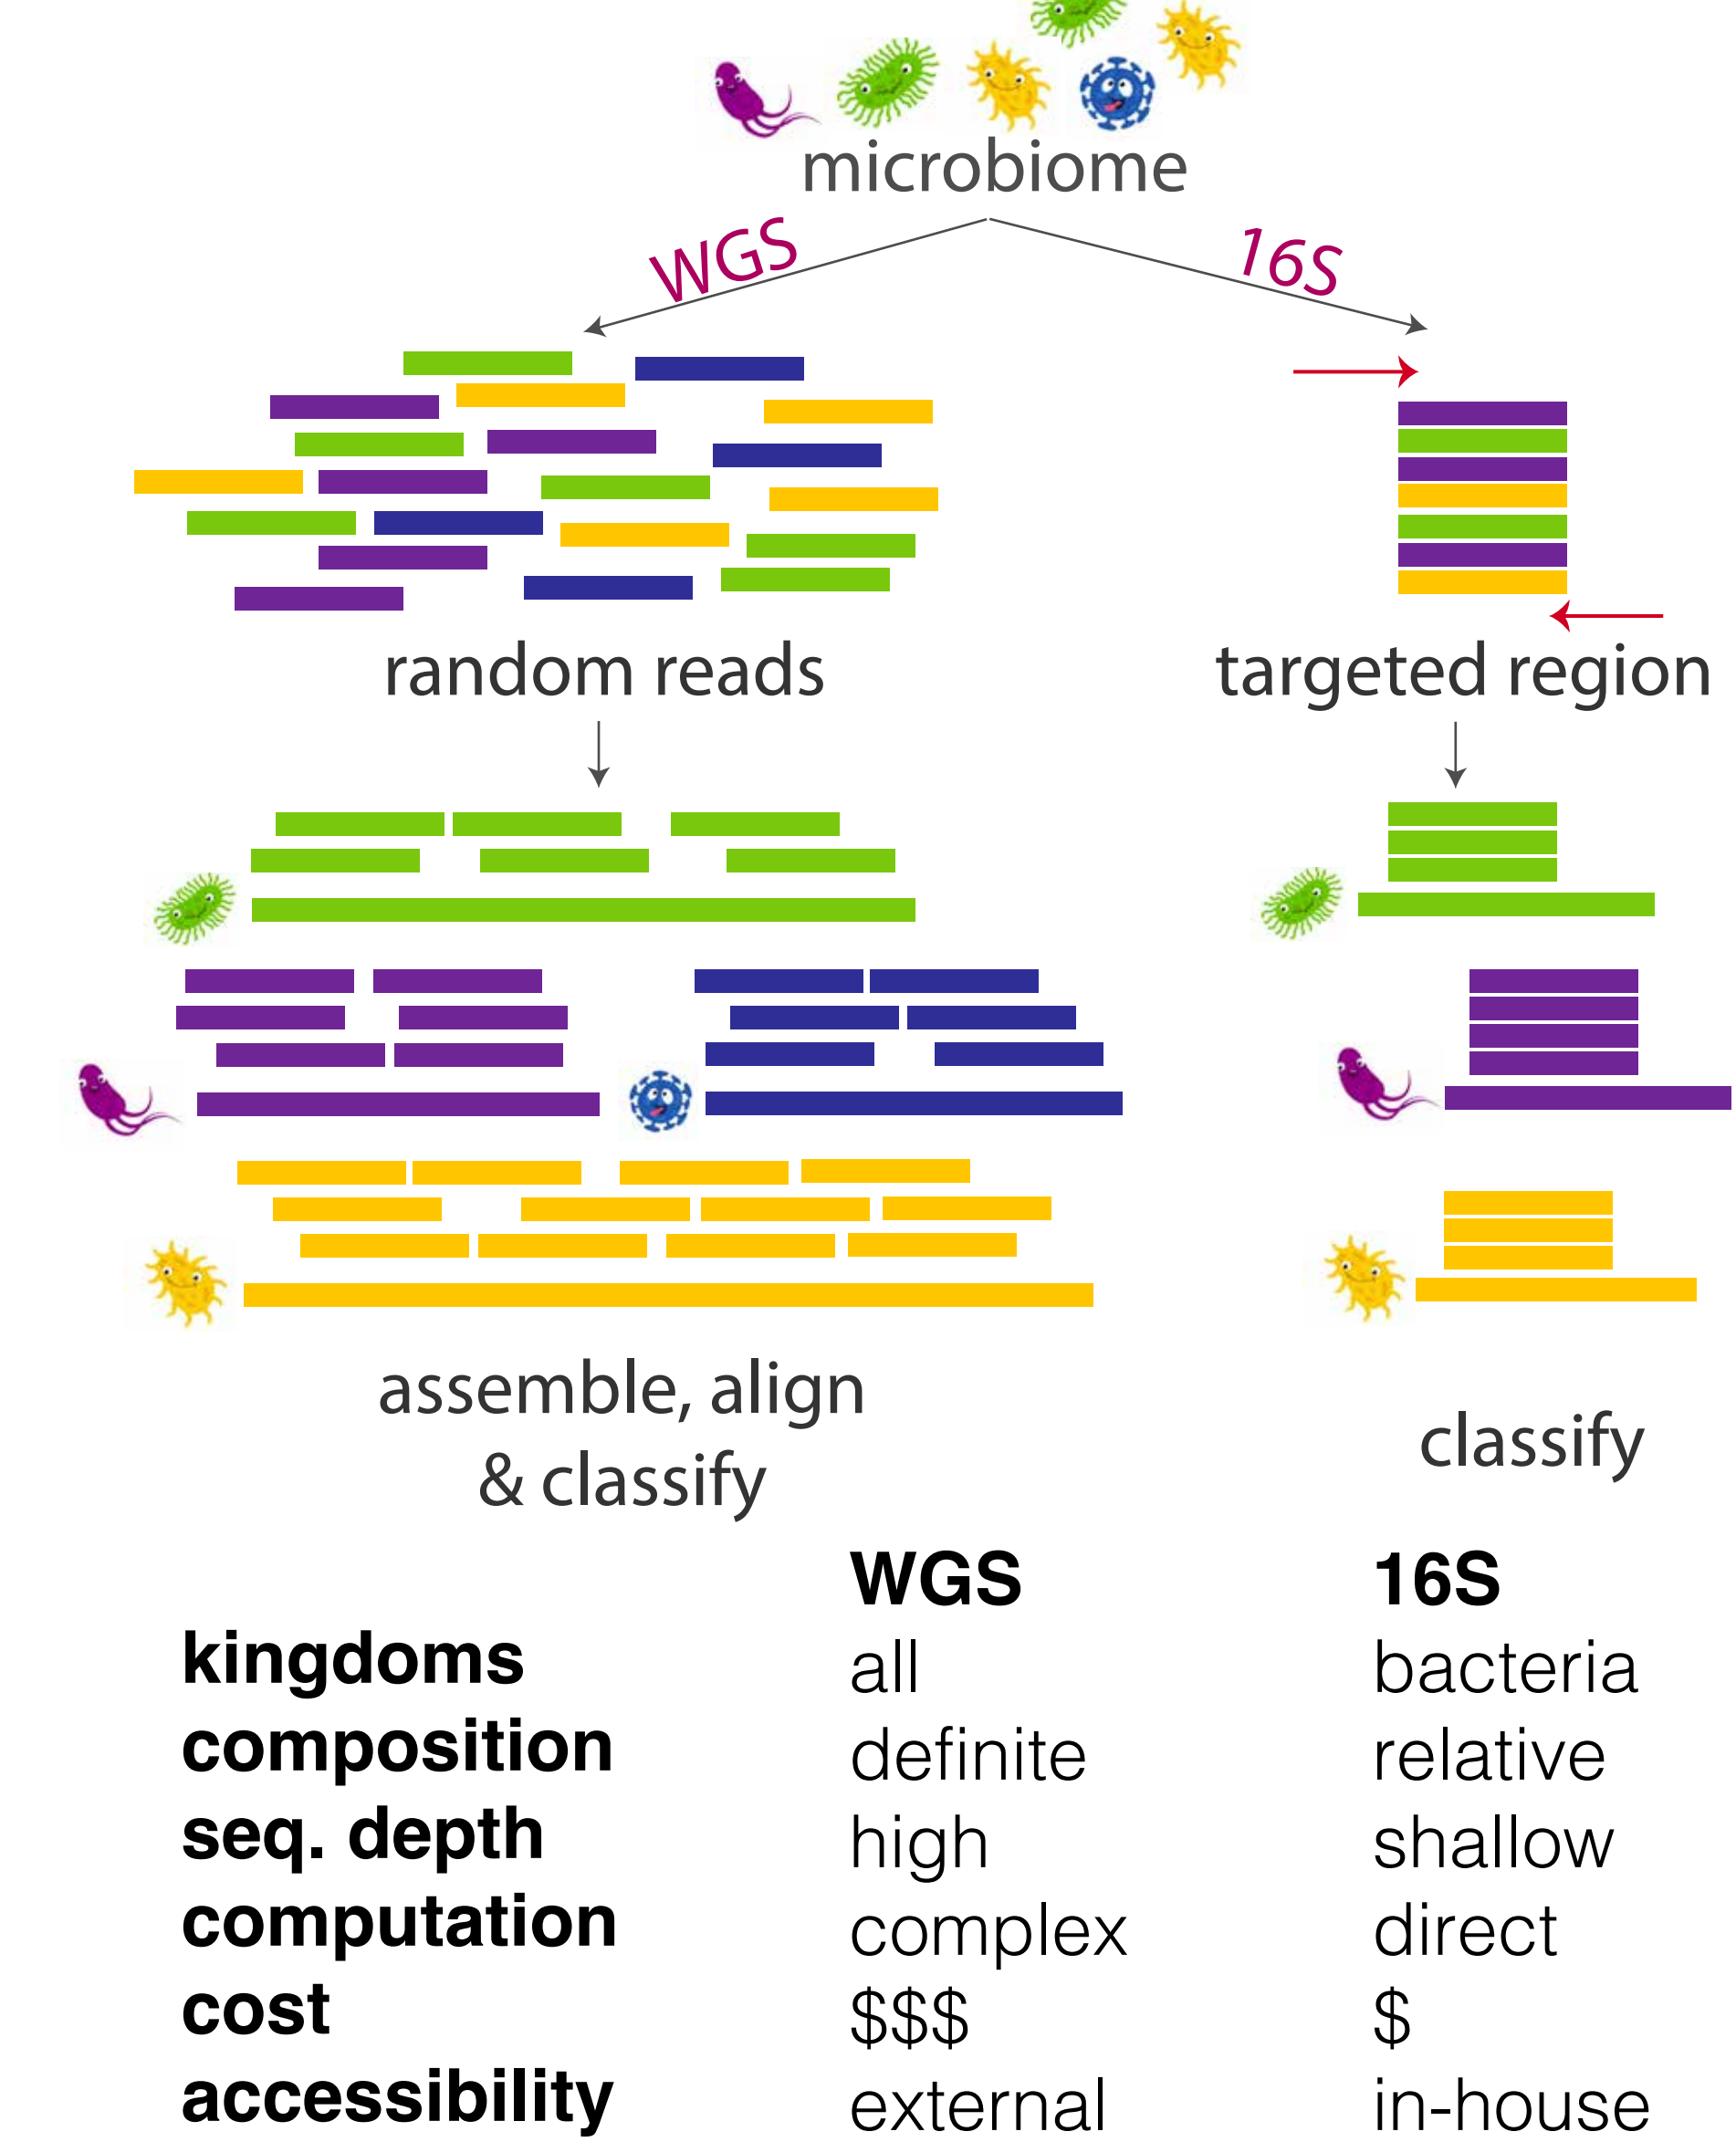 microbiome
WGS 16S
random reads targeted region
assemble, align
& classify
classify
WGS 16S
kingdoms all bacteria
composition definite relative
seq. depth high shallow
computation complex direct
cost $$$ $
accessibility external in-house